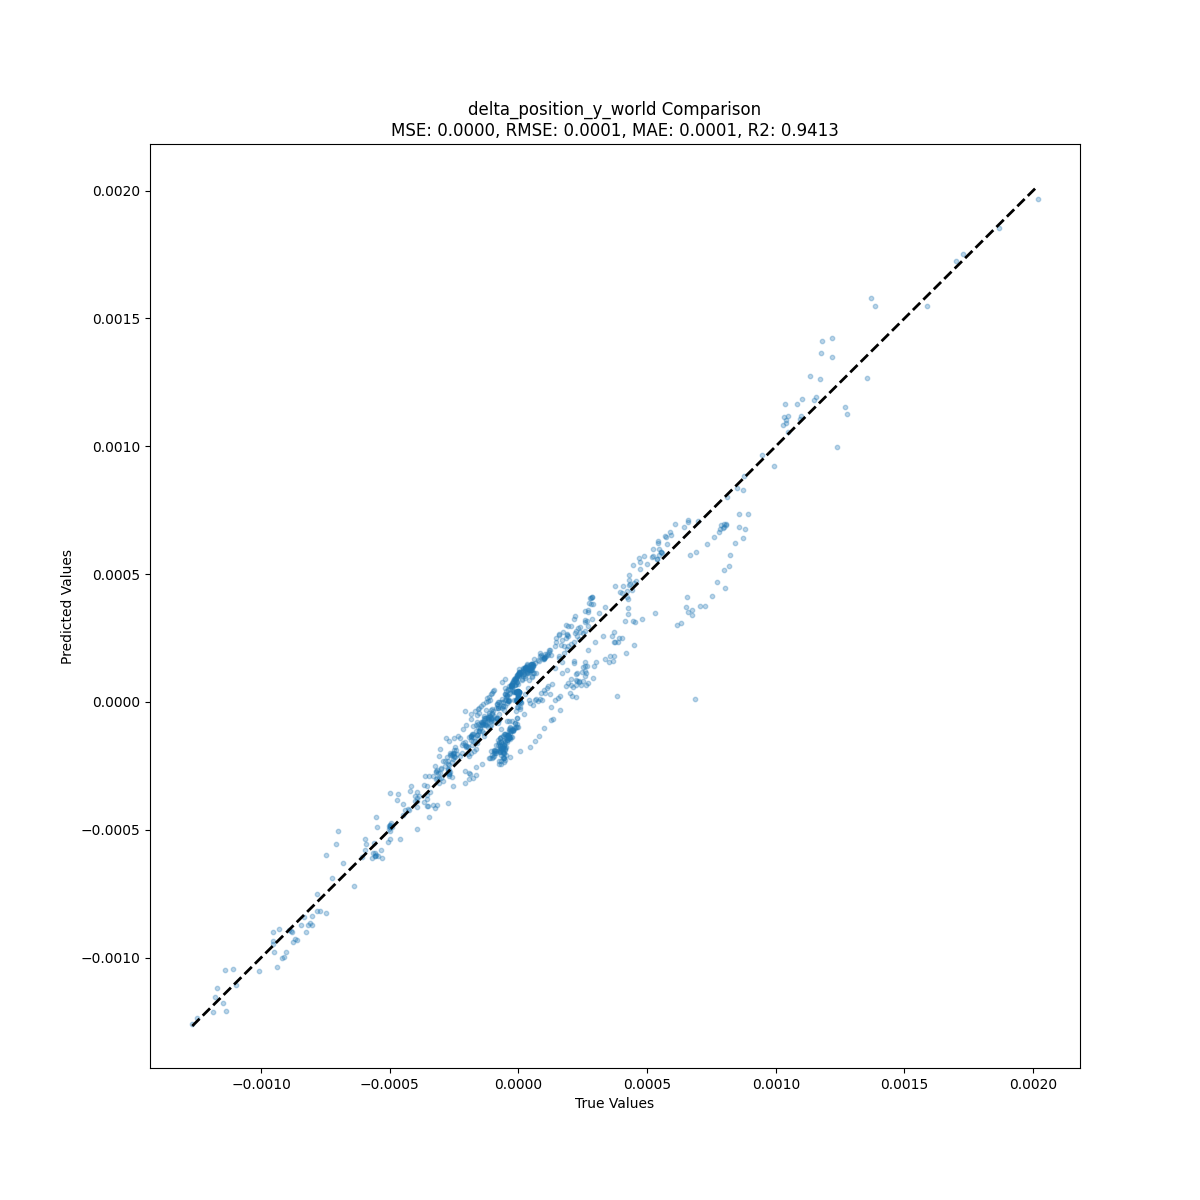 delta_position_y_world Comparison
MSE: 0.0000, RMSE: 0.0001, MAE: 0.0001, R2: 0.9413
0.0020
0.0015
0.0010
0.0005
0.0000
−0.0005
−0.0010
Predicted Values
−0.0010 −0.0005 0.0000 0.0005 0.0010 0.0015 0.0020
True Values